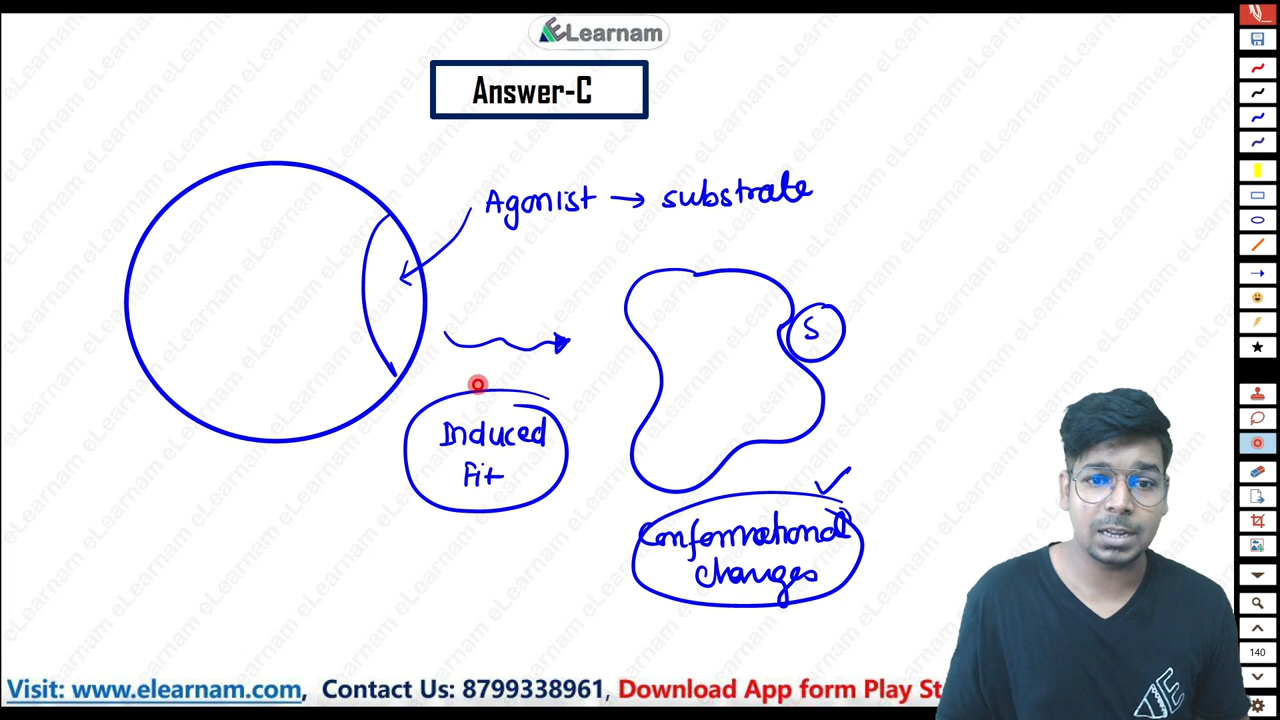 eLearnam
Answer-C
Agonist → substrate
S
Induced
Fit
Conformational
changes
140
Visit: www.elearnam.com, Contact Us: 8799338961, Download App form Play St